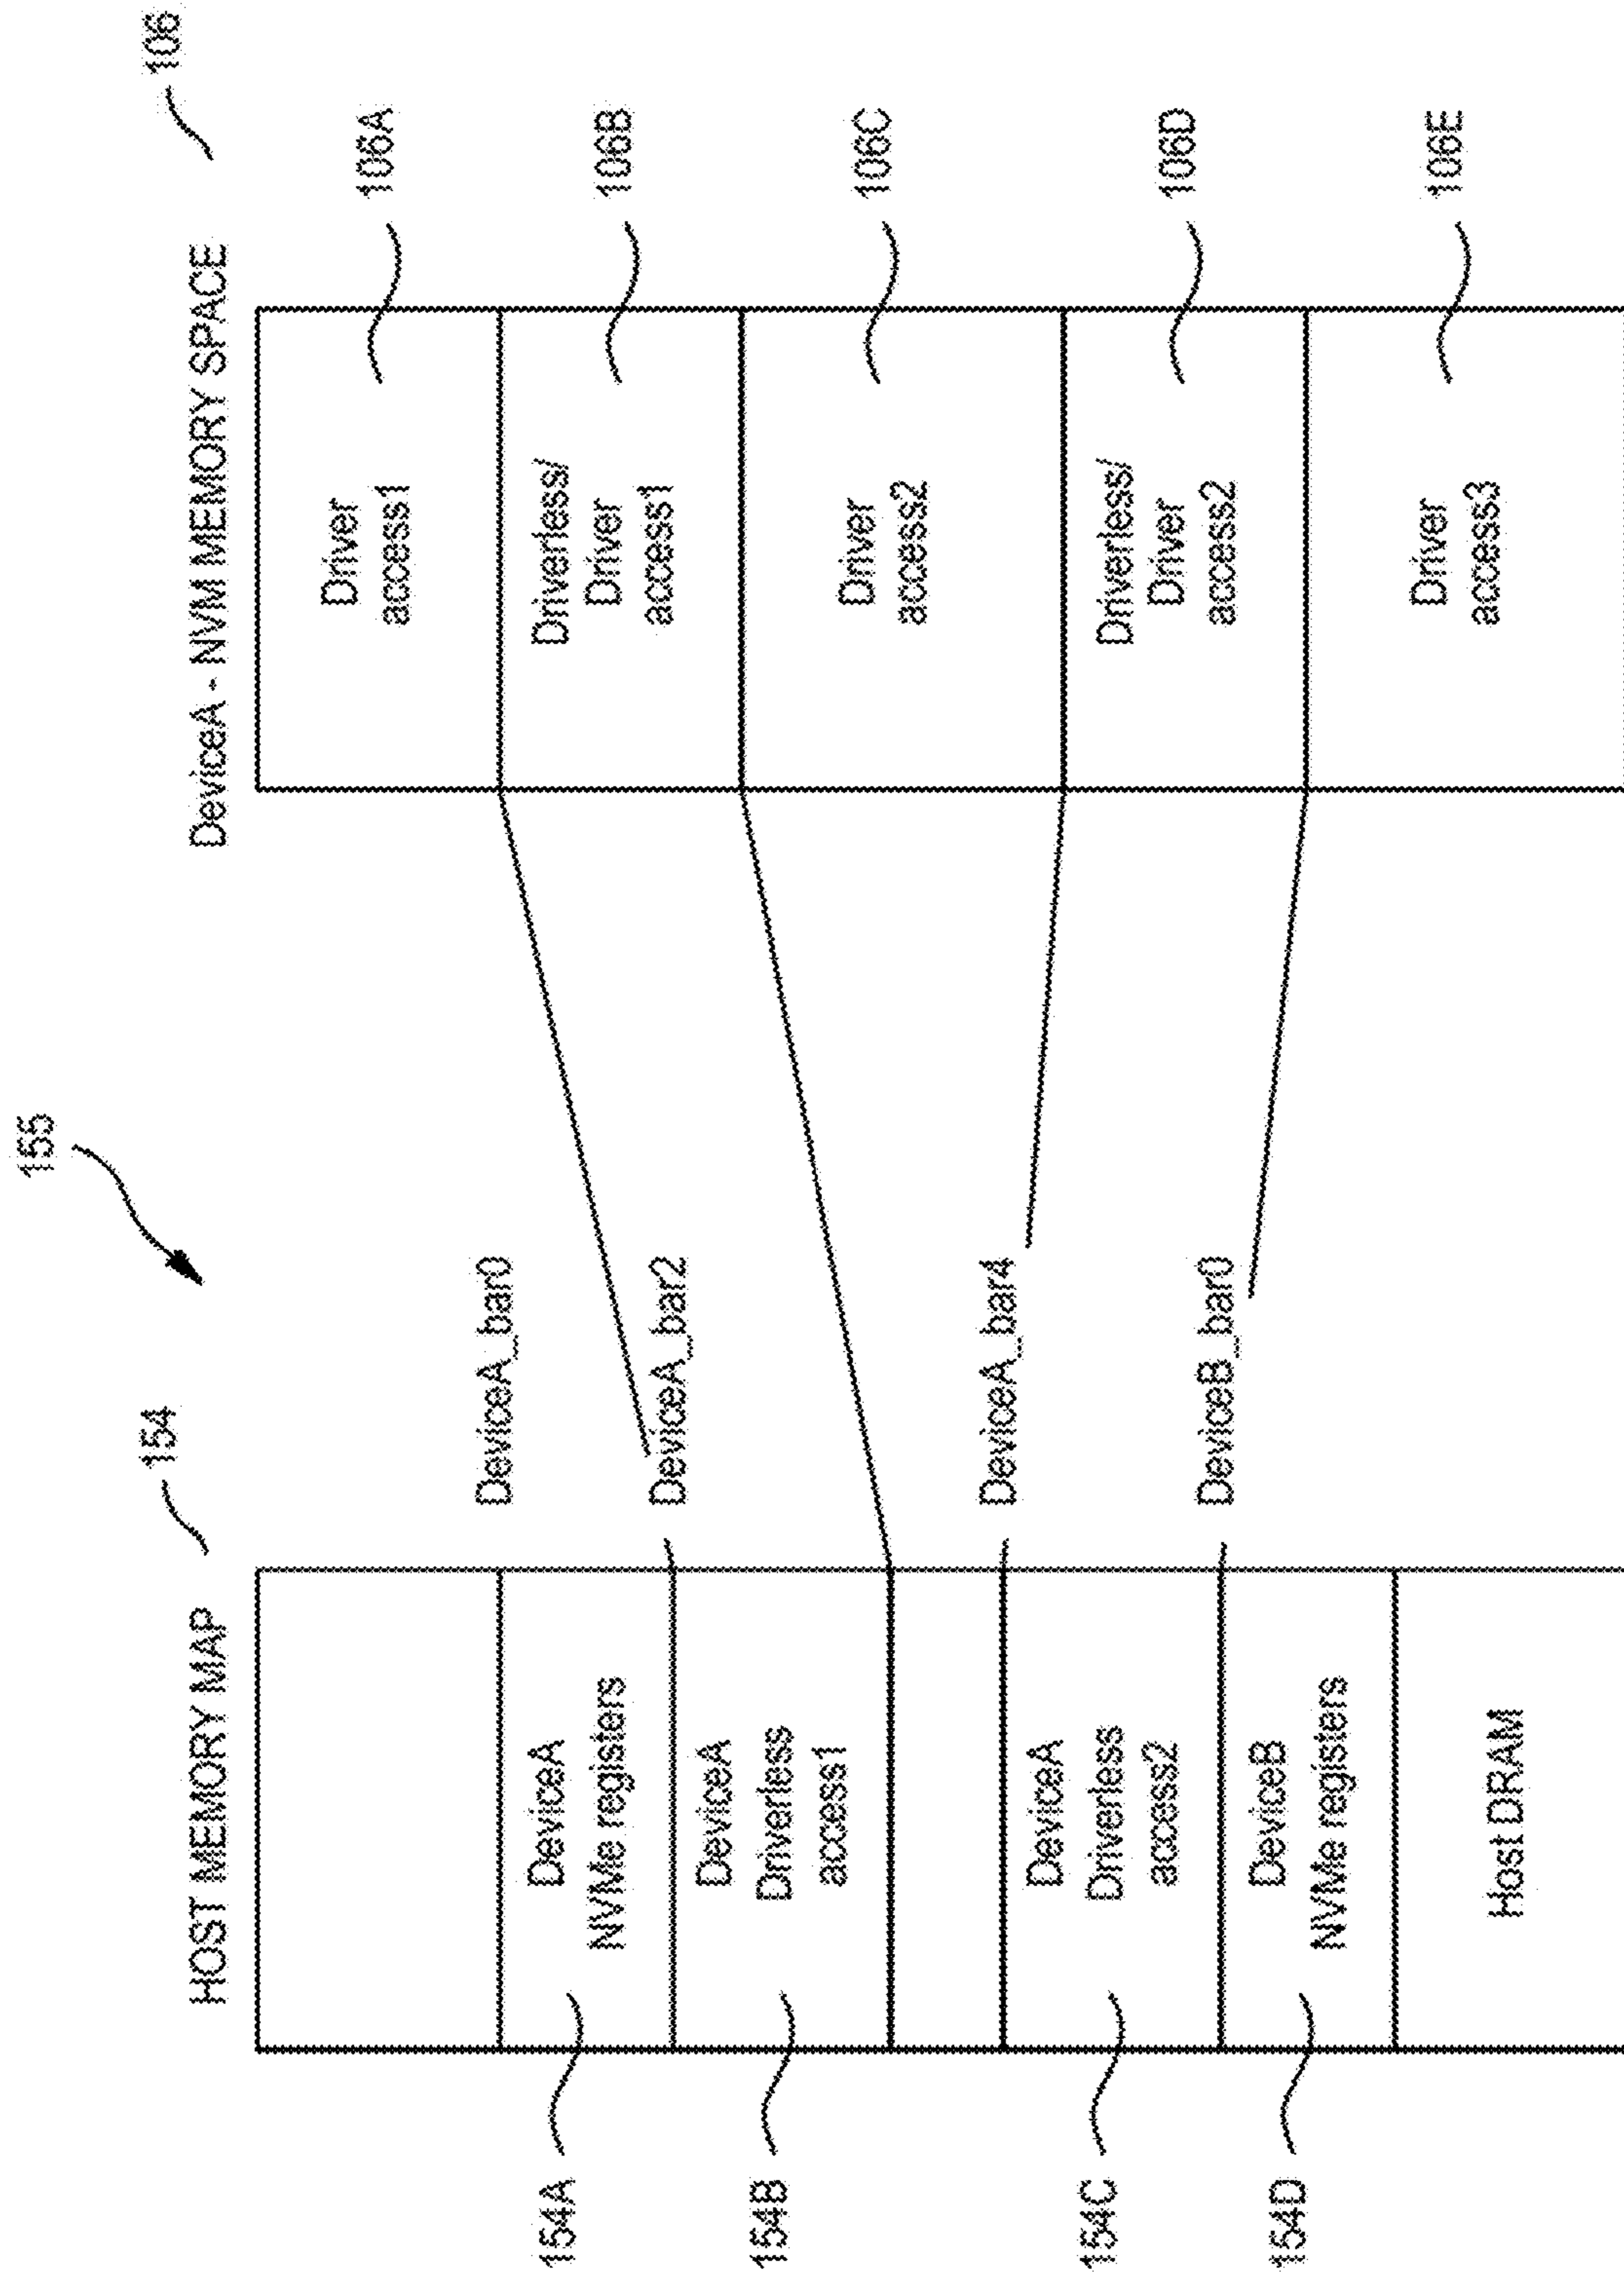 155
154
106
HOST MEMORY MAP
DeviceA - NVM MEMORY SPACE
154A
DeviceA
NVMe registers
DeviceA_bar0
Driver
access1
106A
154B
DeviceA
Driverless
access1
DeviceA_bar2
Driverless/
Driver
access1
106B
Driver
access2
106C
154C
DeviceA
Driverless
access2
DeviceA_bar4
Driverless/
Driver
access2
106D
154D
DeviceB
NVMe registers
DeviceB_bar0
Host DRAM
Driver
access3
106E